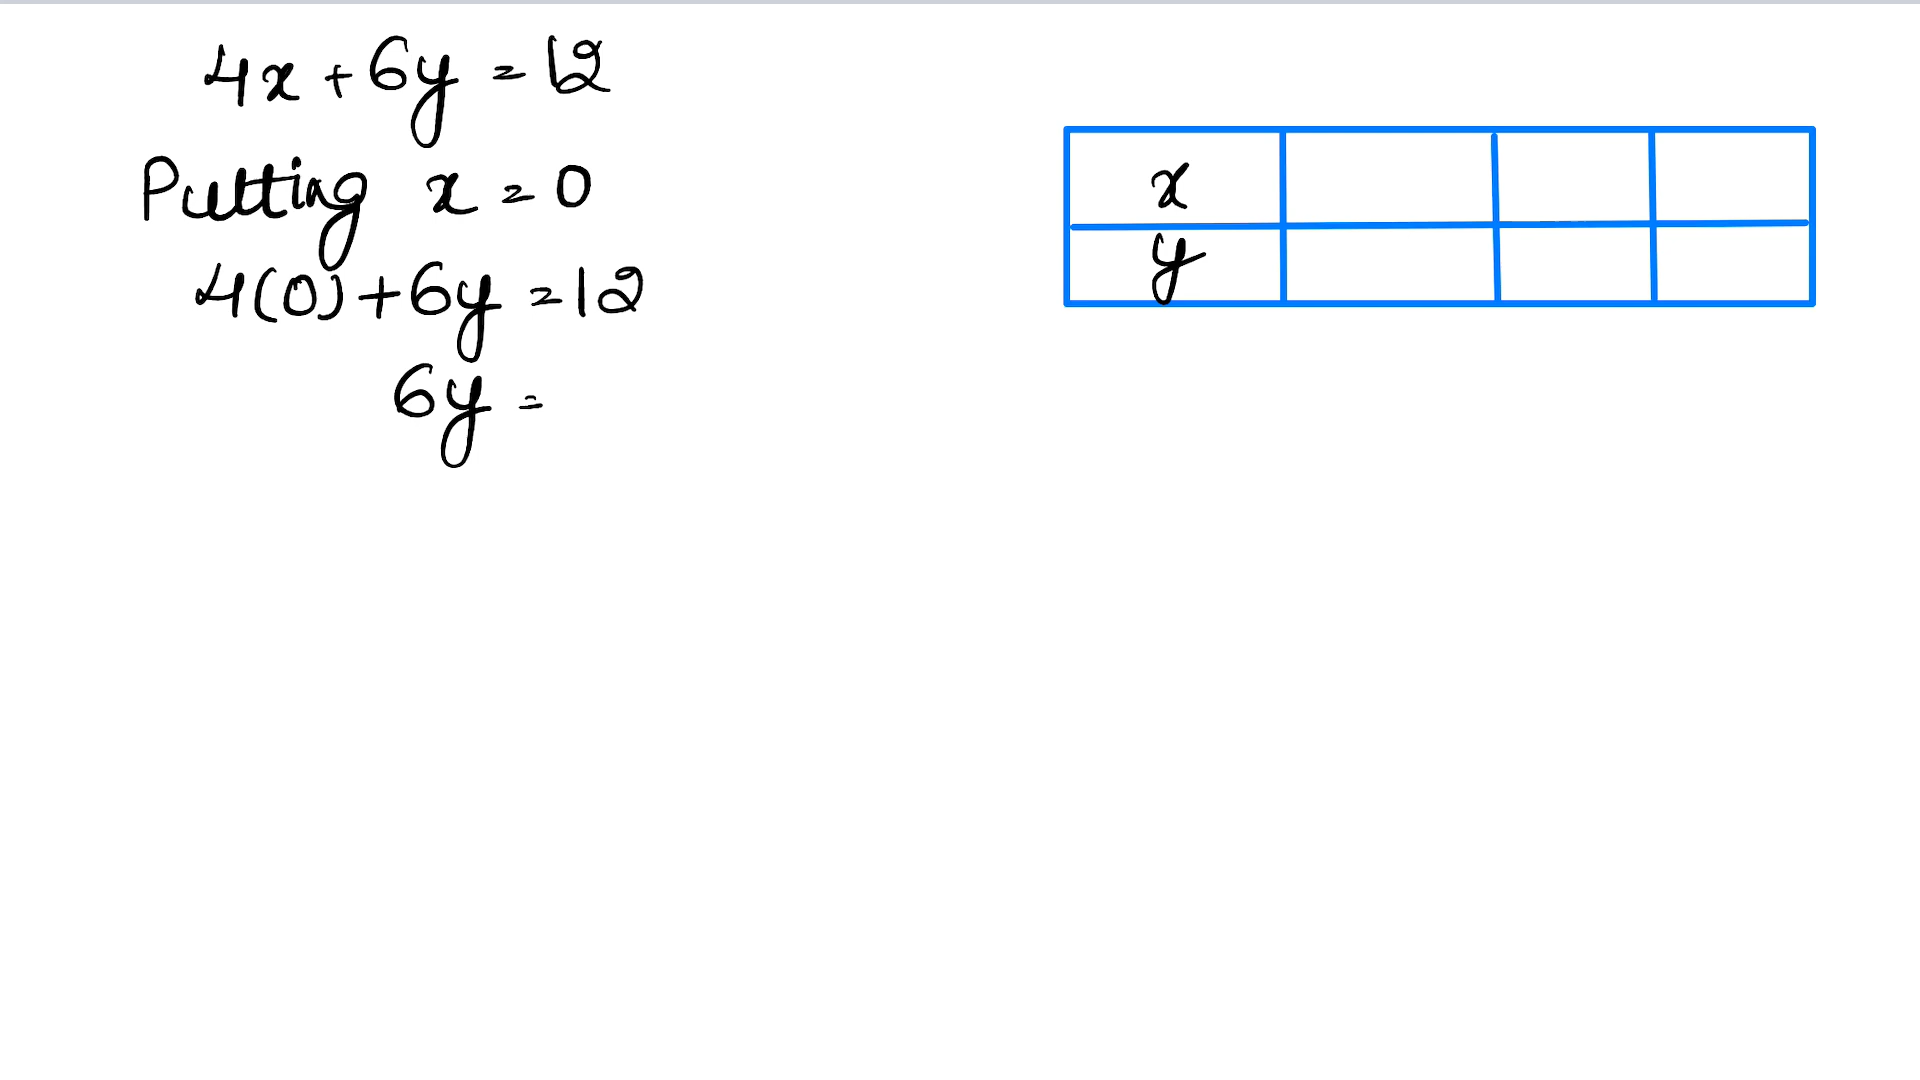 4x + 6y = 12
Putting x = 0
4(0) + 6y = 12
6y =
x
y